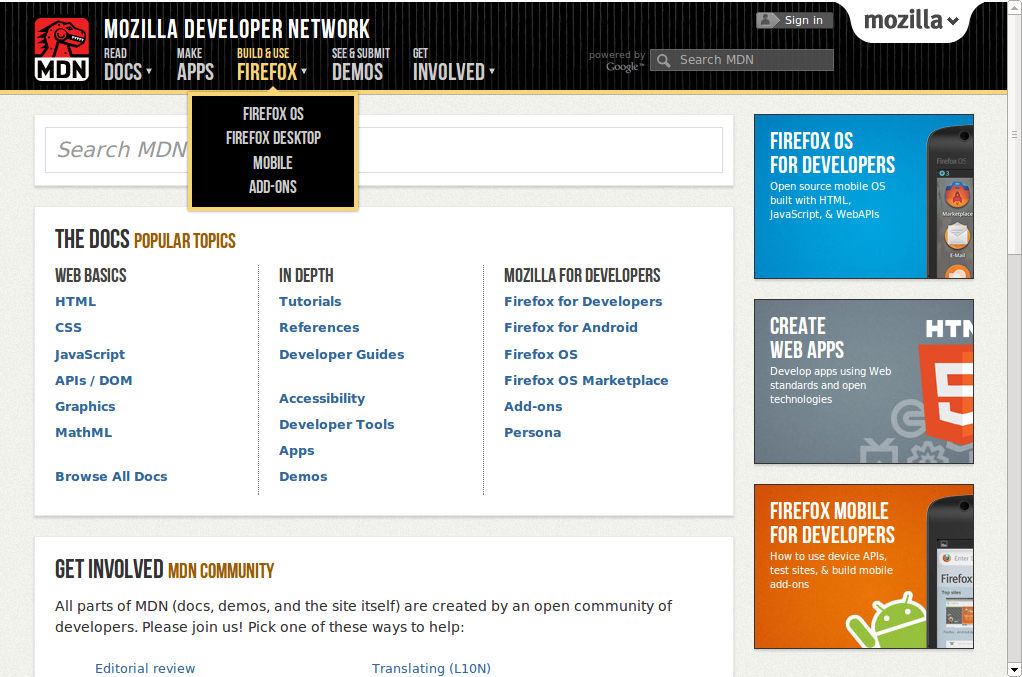 MOZILLA DEVELOPER NETWORK
Sign in
mozilla
MDN
READ
DOCS
MAKE
APPS
BUILD & USE
FIREFOX
SEE & SUBMIT
DEMOS
GET
INVOLVED
powered by
Google™
Search MDN
FIREFOX OS
FIREFOX DESKTOP
MOBILE
ADD-ONS
Search MDN
THE DOCS POPULAR TOPICS
WEB BASICS
HTML
CSS
JavaScript
APIs / DOM
Graphics
MathML
Browse All Docs
IN DEPTH
Tutorials
References
Developer Guides
Accessibility
Developer Tools
Apps
Demos
MOZILLA FOR DEVELOPERS
Firefox for Developers
Firefox for Android
Firefox OS
Firefox OS Marketplace
Add-ons
Persona
GET INVOLVED MDN COMMUNITY
All parts of MDN (docs, demos, and the site itself) are created by an open community of
developers. Please join us! Pick one of these ways to help:
Editorial review
Translating (L10N)
FIREFOX OS
FOR DEVELOPERS
Open source mobile OS
built with HTML,
JavaScript, & WebAPIs
Firefox OS
3
Marketplace
E-Mail
CREATE
WEB APPS
Develop apps using Web
standards and open
technologies
HTM
5
FIREFOX MOBILE
FOR DEVELOPERS
How to use device APIs,
test sites, & build mobile
add-ons
Enter
Firefox
Top sites